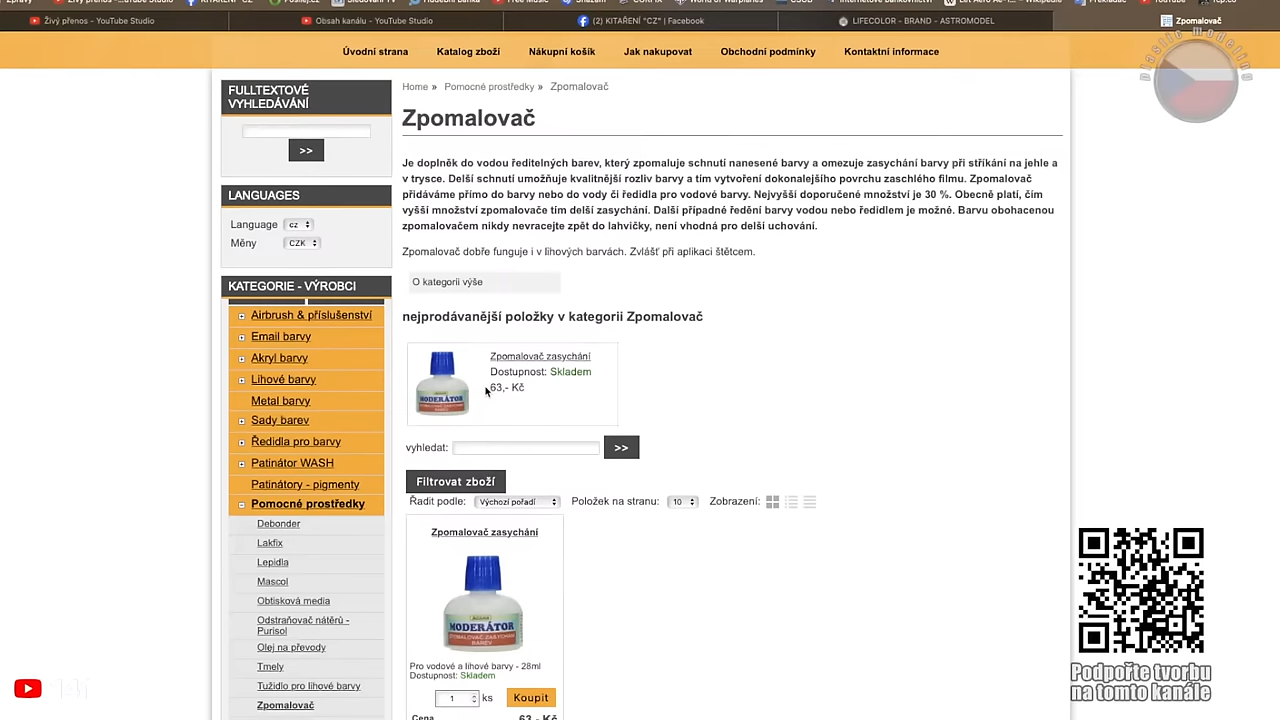 Živý přenos - YouTube Studio
Obsah kanálu - YouTube Studio
(2) KITAŘENÍ "CZ" | Facebook
LIFECOLOR - BRAND - ASTROMODEL
Zpomalovač
Úvodní strana
Katalog zboží
Nákupní košík
Jak nakupovat
Obchodní podmínky
Kontaktní informace
Plastic Modeling
FULLTEXTOVÉ
VYHLEDÁVÁNÍ
>>
LANGUAGES
Language cz
Měny CZK
KATEGORIE - VÝROBCI
Airbrush & příslušenství
Email barvy
Akryl barvy
Lihové barvy
Metal barvy
Sady barev
Ředidla pro barvy
Patinátor WASH
Patinátory - pigmenty
Pomocné prostředky
Debonder
Lakfix
Lepidla
Mascol
Obtisková media
Odstraňovač nátěrů -
Purisol
Olej na převody
Tmely
Tužidlo pro lihové barvy
Zpomalovač
Home » Pomocné prostředky » Zpomalovač
Zpomalovač
Je doplněk do vodou ředitelných barev, který zpomaluje schnutí nanesené barvy a omezuje zasychání barvy při stříkání na jehle a
v trysce. Delší schnutí umožňuje kvalitnější rozliv barvy a tím vytvoření dokonalejšího povrchu zaschlého filmu. Zpomalovač
přidáváme přímo do barvy nebo do vody či ředidla pro vodové barvy. Nejvyšší doporučené množství je 30 %. Obecně platí, čím
vyšší množství zpomalovače tím delší zasychání. Další případné ředění barvy vodou nebo ředidlem je možné. Barvu obohacenou
zpomalovačem nikdy nevracejte zpět do lahvičky, není vhodná pro delší uchování.
Zpomalovač dobře funguje i v lihových barvách. Zvlášť při aplikaci štětcem.
O kategorii výše
nejprodávanější položky v kategorii Zpomalovač
MODERÁTOR
Zpomalovač zasychání
Dostupnost: Skladem
63,- Kč
vyhledat:
>>
Filtrovat zboží
Řadit podle: Výchozí pořadí
Položek na stranu: 10
Zobrazení:
Zpomalovač zasychání
MODERÁTOR
ZPOMALOVAČ ZASYCHÁNÍ
BAREV
Pro vodové a lihové barvy - 28ml
Dostupnost: Skladem
1 ks Koupit
Cena 63,- Kč
Podpořte tvorbu
na tomto kanále